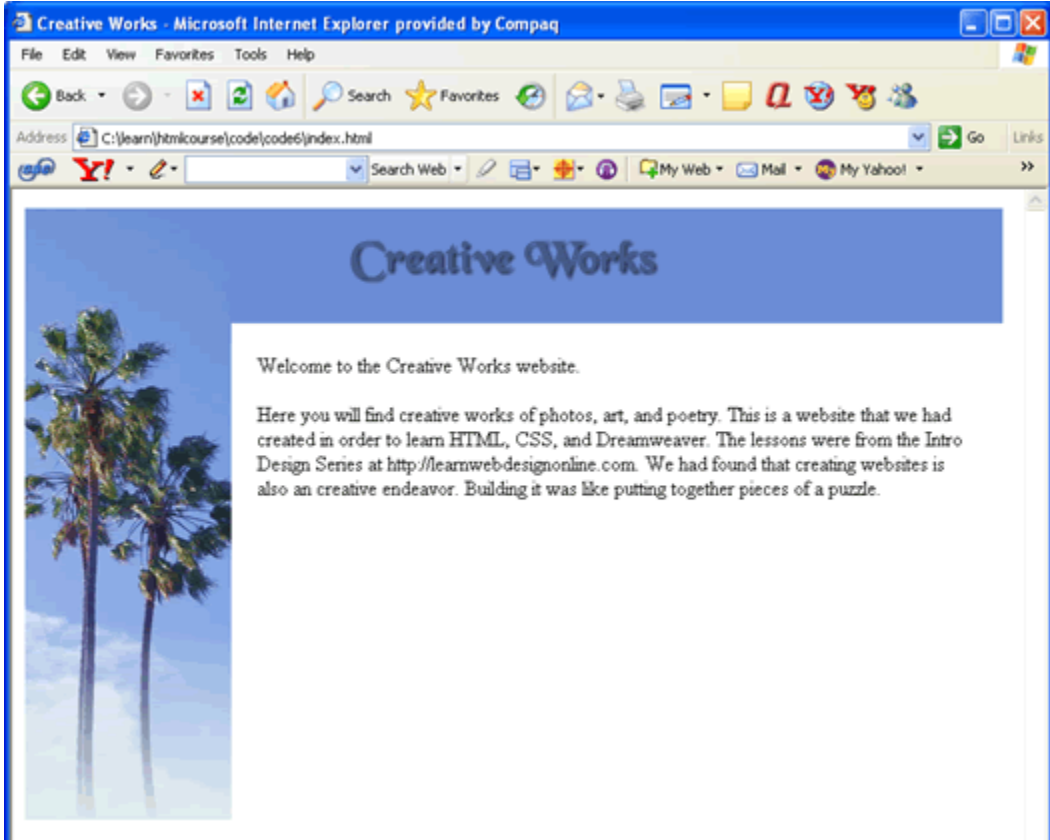 Creative Works - Microsoft Internet Explorer provided by Compaq
File Edit View Favorites Tools Help
Back Search Favorites
Address C:\learn\htmlcourse\code\code6\index.html Go Links
Y! Search Web My Web Mail My Yahoo! »
Creative Works
Welcome to the Creative Works website.
Here you will find creative works of photos, art, and poetry. This is a website that we had
created in order to learn HTML, CSS, and Dreamweaver. The lessons were from the Intro
Design Series at http://learnwebdesignonline.com. We had found that creating websites is
also an creative endeavor. Building it was like putting together pieces of a puzzle.